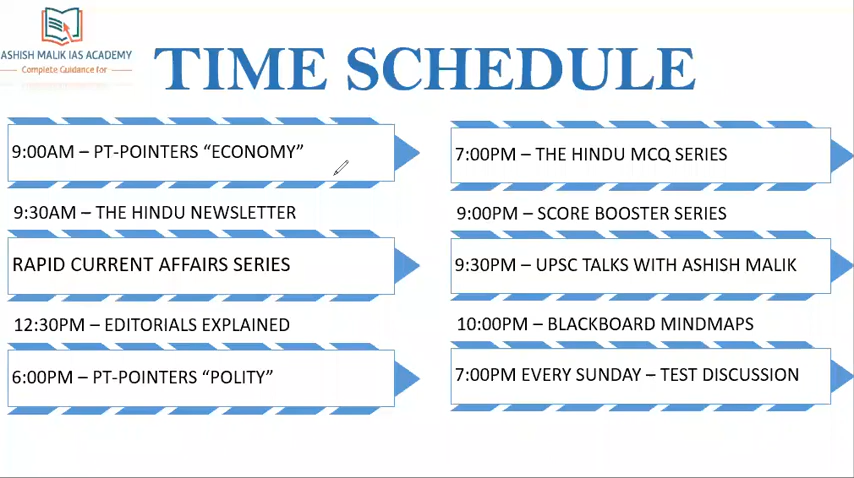 ASHISH MALIK IAS ACADEMY
Complete Guidance for
TIME SCHEDULE
9:00AM – PT-POINTERS “ECONOMY”
9:30AM – THE HINDU NEWSLETTER
RAPID CURRENT AFFAIRS SERIES
12:30PM – EDITORIALS EXPLAINED
6:00PM – PT-POINTERS “POLITY”
7:00PM – THE HINDU MCQ SERIES
9:00PM – SCORE BOOSTER SERIES
9:30PM – UPSC TALKS WITH ASHISH MALIK
10:00PM – BLACKBOARD MINDMAPS
7:00PM EVERY SUNDAY – TEST DISCUSSION